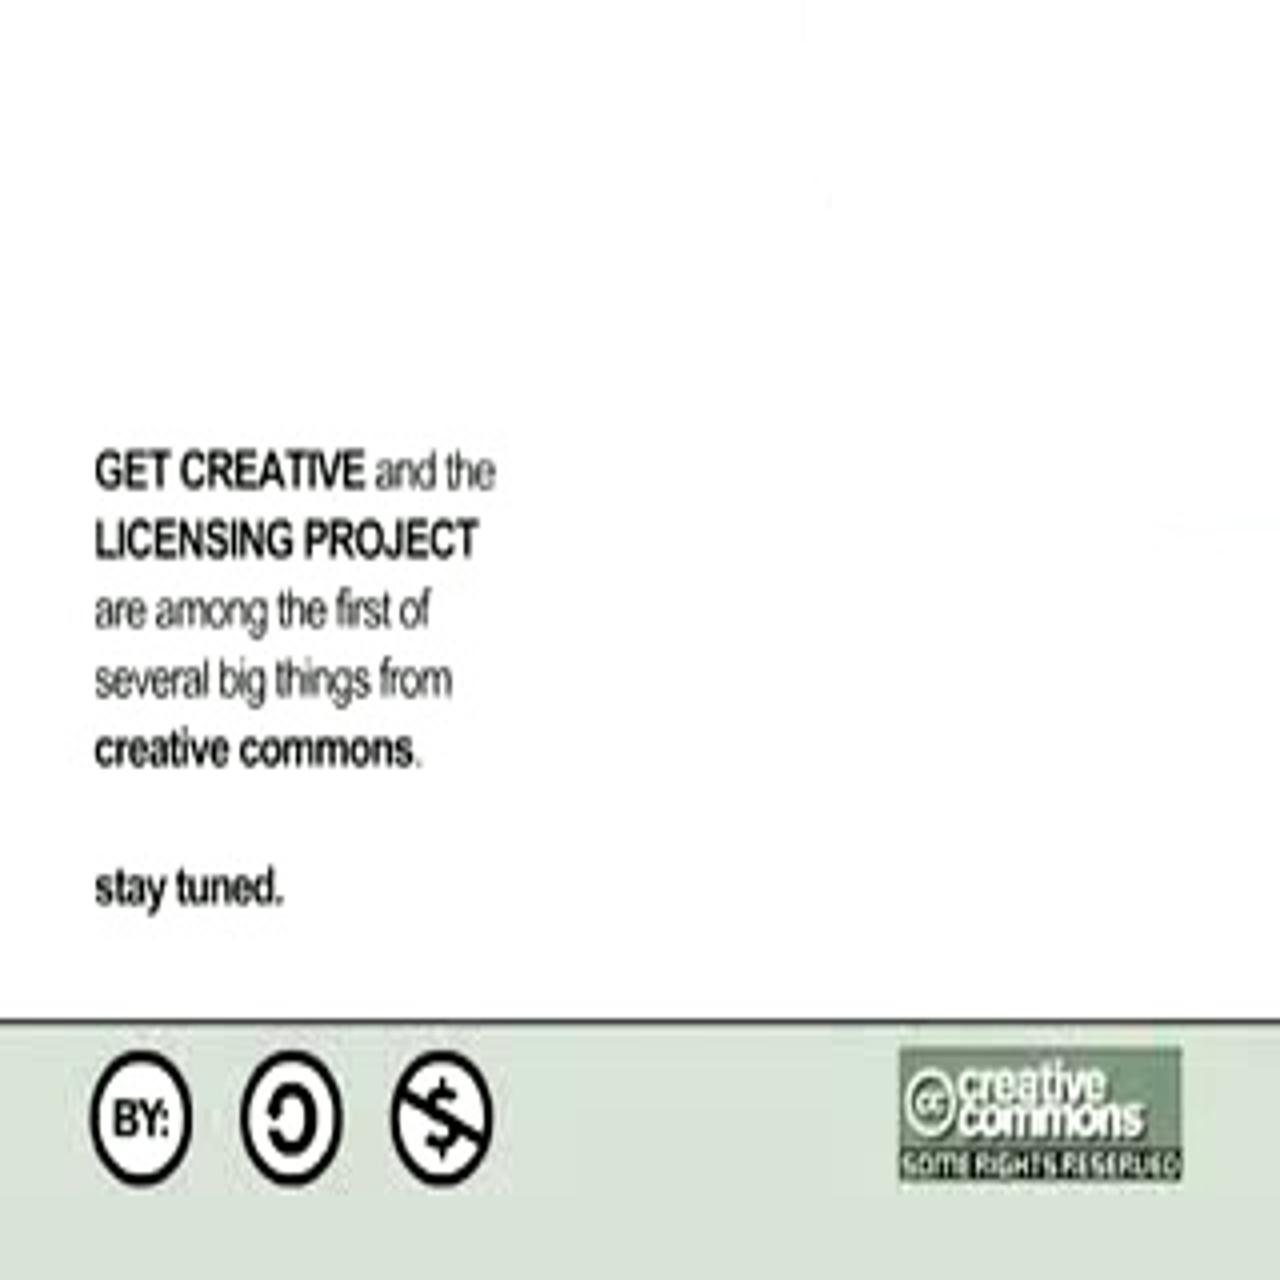 GET CREATIVE and the
LICENSING PROJECT
are among the first of
several big things from
creative commons.
stay tuned.
BY:
$
cc creative
commons
SOME RIGHTS RESERVED